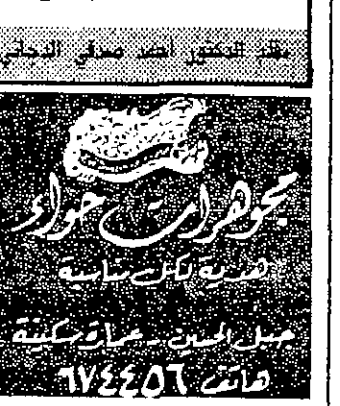 بقلم الدكتور أحمد صدقي الدجاني
مجوهرات حواء
هدية لكل مناسبة
جبل الحسين - عمارة سكينة
هاتف ٦٧٤٤٥٦